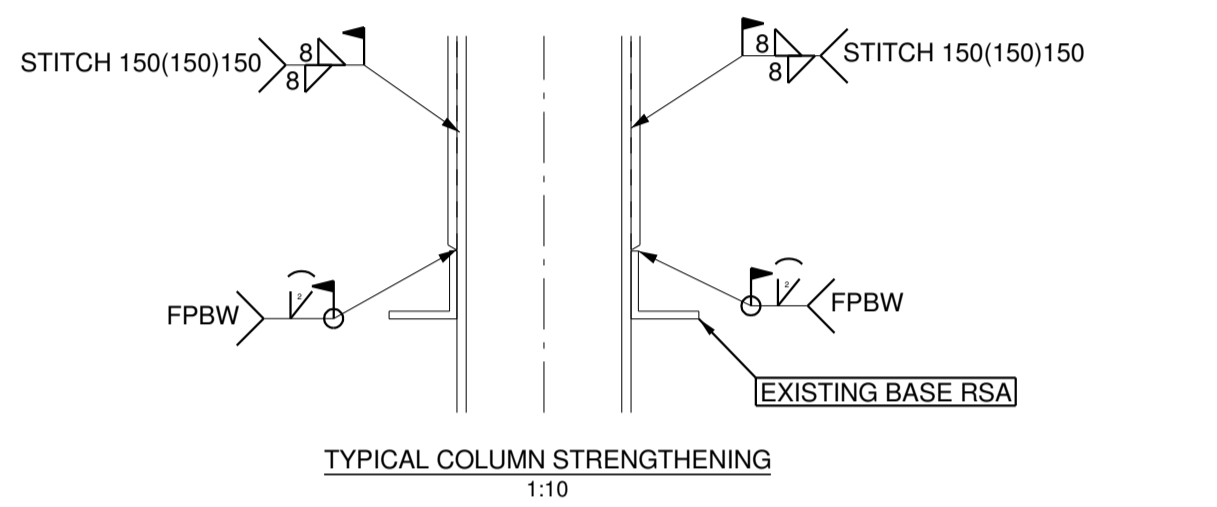 STITCH 150(150)150
8
8
8
8
STITCH 150(150)150
FPBW
2
2
FPBW
EXISTING BASE RSA
TYPICAL COLUMN STRENGTHENING
1:10